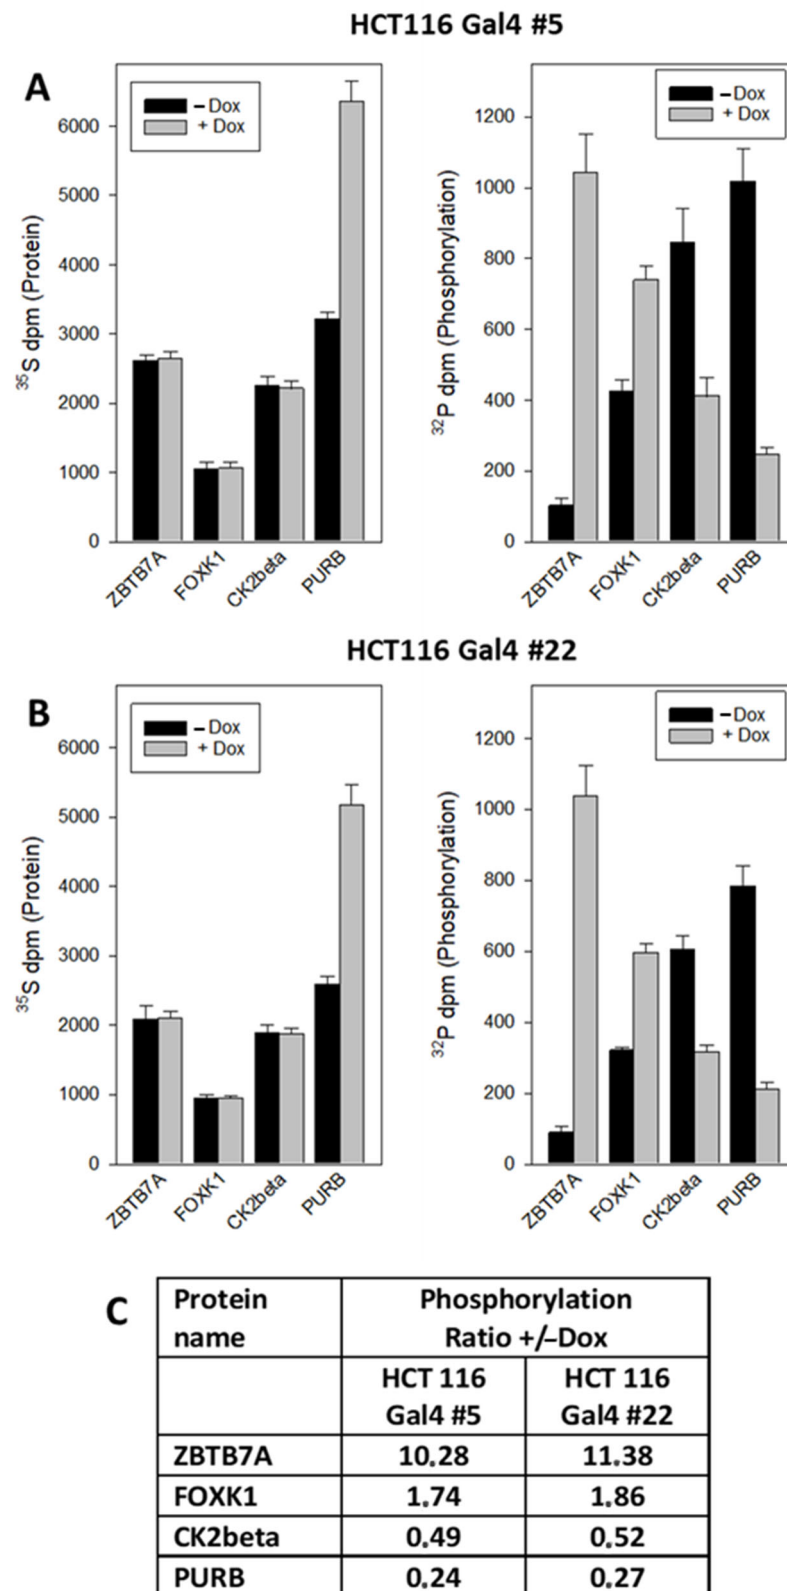 HCT116 Gal4 #5
A
– Dox
+ Dox
³⁵S dpm (Protein)
6000
5000
4000
3000
2000
1000
0
ZBTB7A
FOXK1
CK2beta
PURB
– Dox
+ Dox
³²P dpm (Phosphorylation)
1200
1000
800
600
400
200
0
ZBTB7A
FOXK1
CK2beta
PURB
HCT116 Gal4 #22
B
– Dox
+ Dox
³⁵S dpm (Protein)
6000
5000
4000
3000
2000
1000
0
ZBTB7A
FOXK1
CK2beta
PURB
– Dox
+ Dox
³²P dpm (Phosphorylation)
1200
1000
800
600
400
200
0
ZBTB7A
FOXK1
CK2beta
PURB
C
Protein name Phosphorylation Ratio +/–Dox
HCT 116 Gal4 #5 HCT 116 Gal4 #22
ZBTB7A 10.28 11.38
FOXK1 1.74 1.86
CK2beta 0.49 0.52
PURB 0.24 0.27